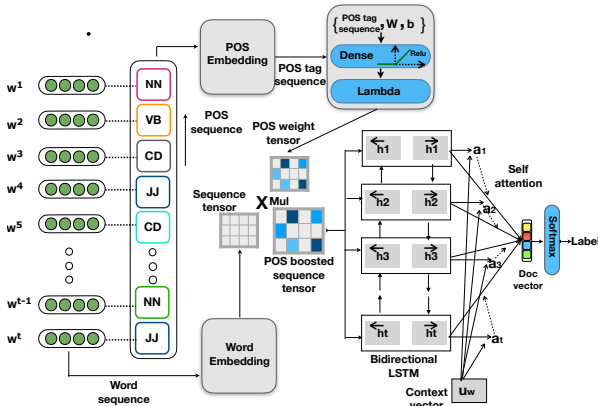 w1
w2
w3
w4
w5
wt-1
wt
NN
VB
CD
JJ
CD
NN
JJ
POS
sequence
Word
sequence
POS
Embedding
Word
Embedding
POS tag
sequence
{ POS tag
sequence, W, b }
Dense
Relu
Lambda
POS weight
tensor
Sequence
tensor
X Mul
POS boosted
sequence
tensor
h1 h1
h2 h2
h3 h3
ht ht
Bidirectional
LSTM
a1
a2
a3
at
Self
attention
Context
vector
uw
Doc
vector
Softmax
Label